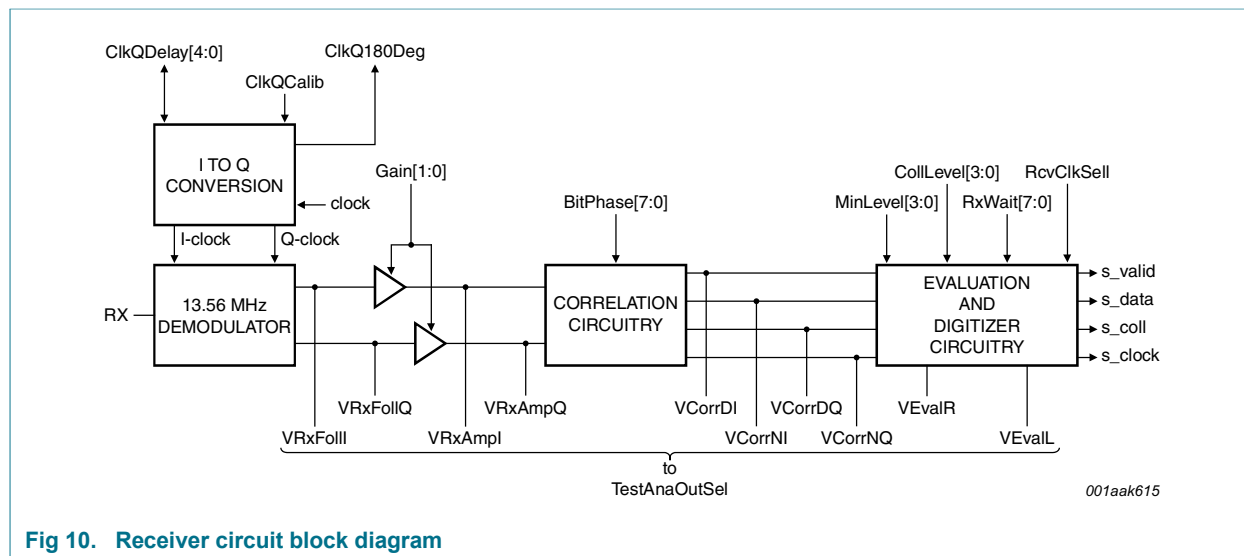 ClkQDelay[4:0]
ClkQ180Deg
ClkQCalib
I TO Q
CONVERSION
clock
I-clock
Q-clock
Gain[1:0]
BitPhase[7:0]
CollLevel[3:0]
RcvClkSelI
MinLevel[3:0]
RxWait[7:0]
RX
13.56 MHz
DEMODULATOR
CORRELATION
CIRCUITRY
EVALUATION
AND
DIGITIZER
CIRCUITRY
s_valid
s_data
s_coll
s_clock
VRxFollQ
VRxAmpQ
VCorrDI
VCorrDQ
VEvalR
VRxFollI
VRxAmpI
VCorrNI
VCorrNQ
VEvalL
to
TestAnaOutSel
001aak615
Fig 10. Receiver circuit block diagram